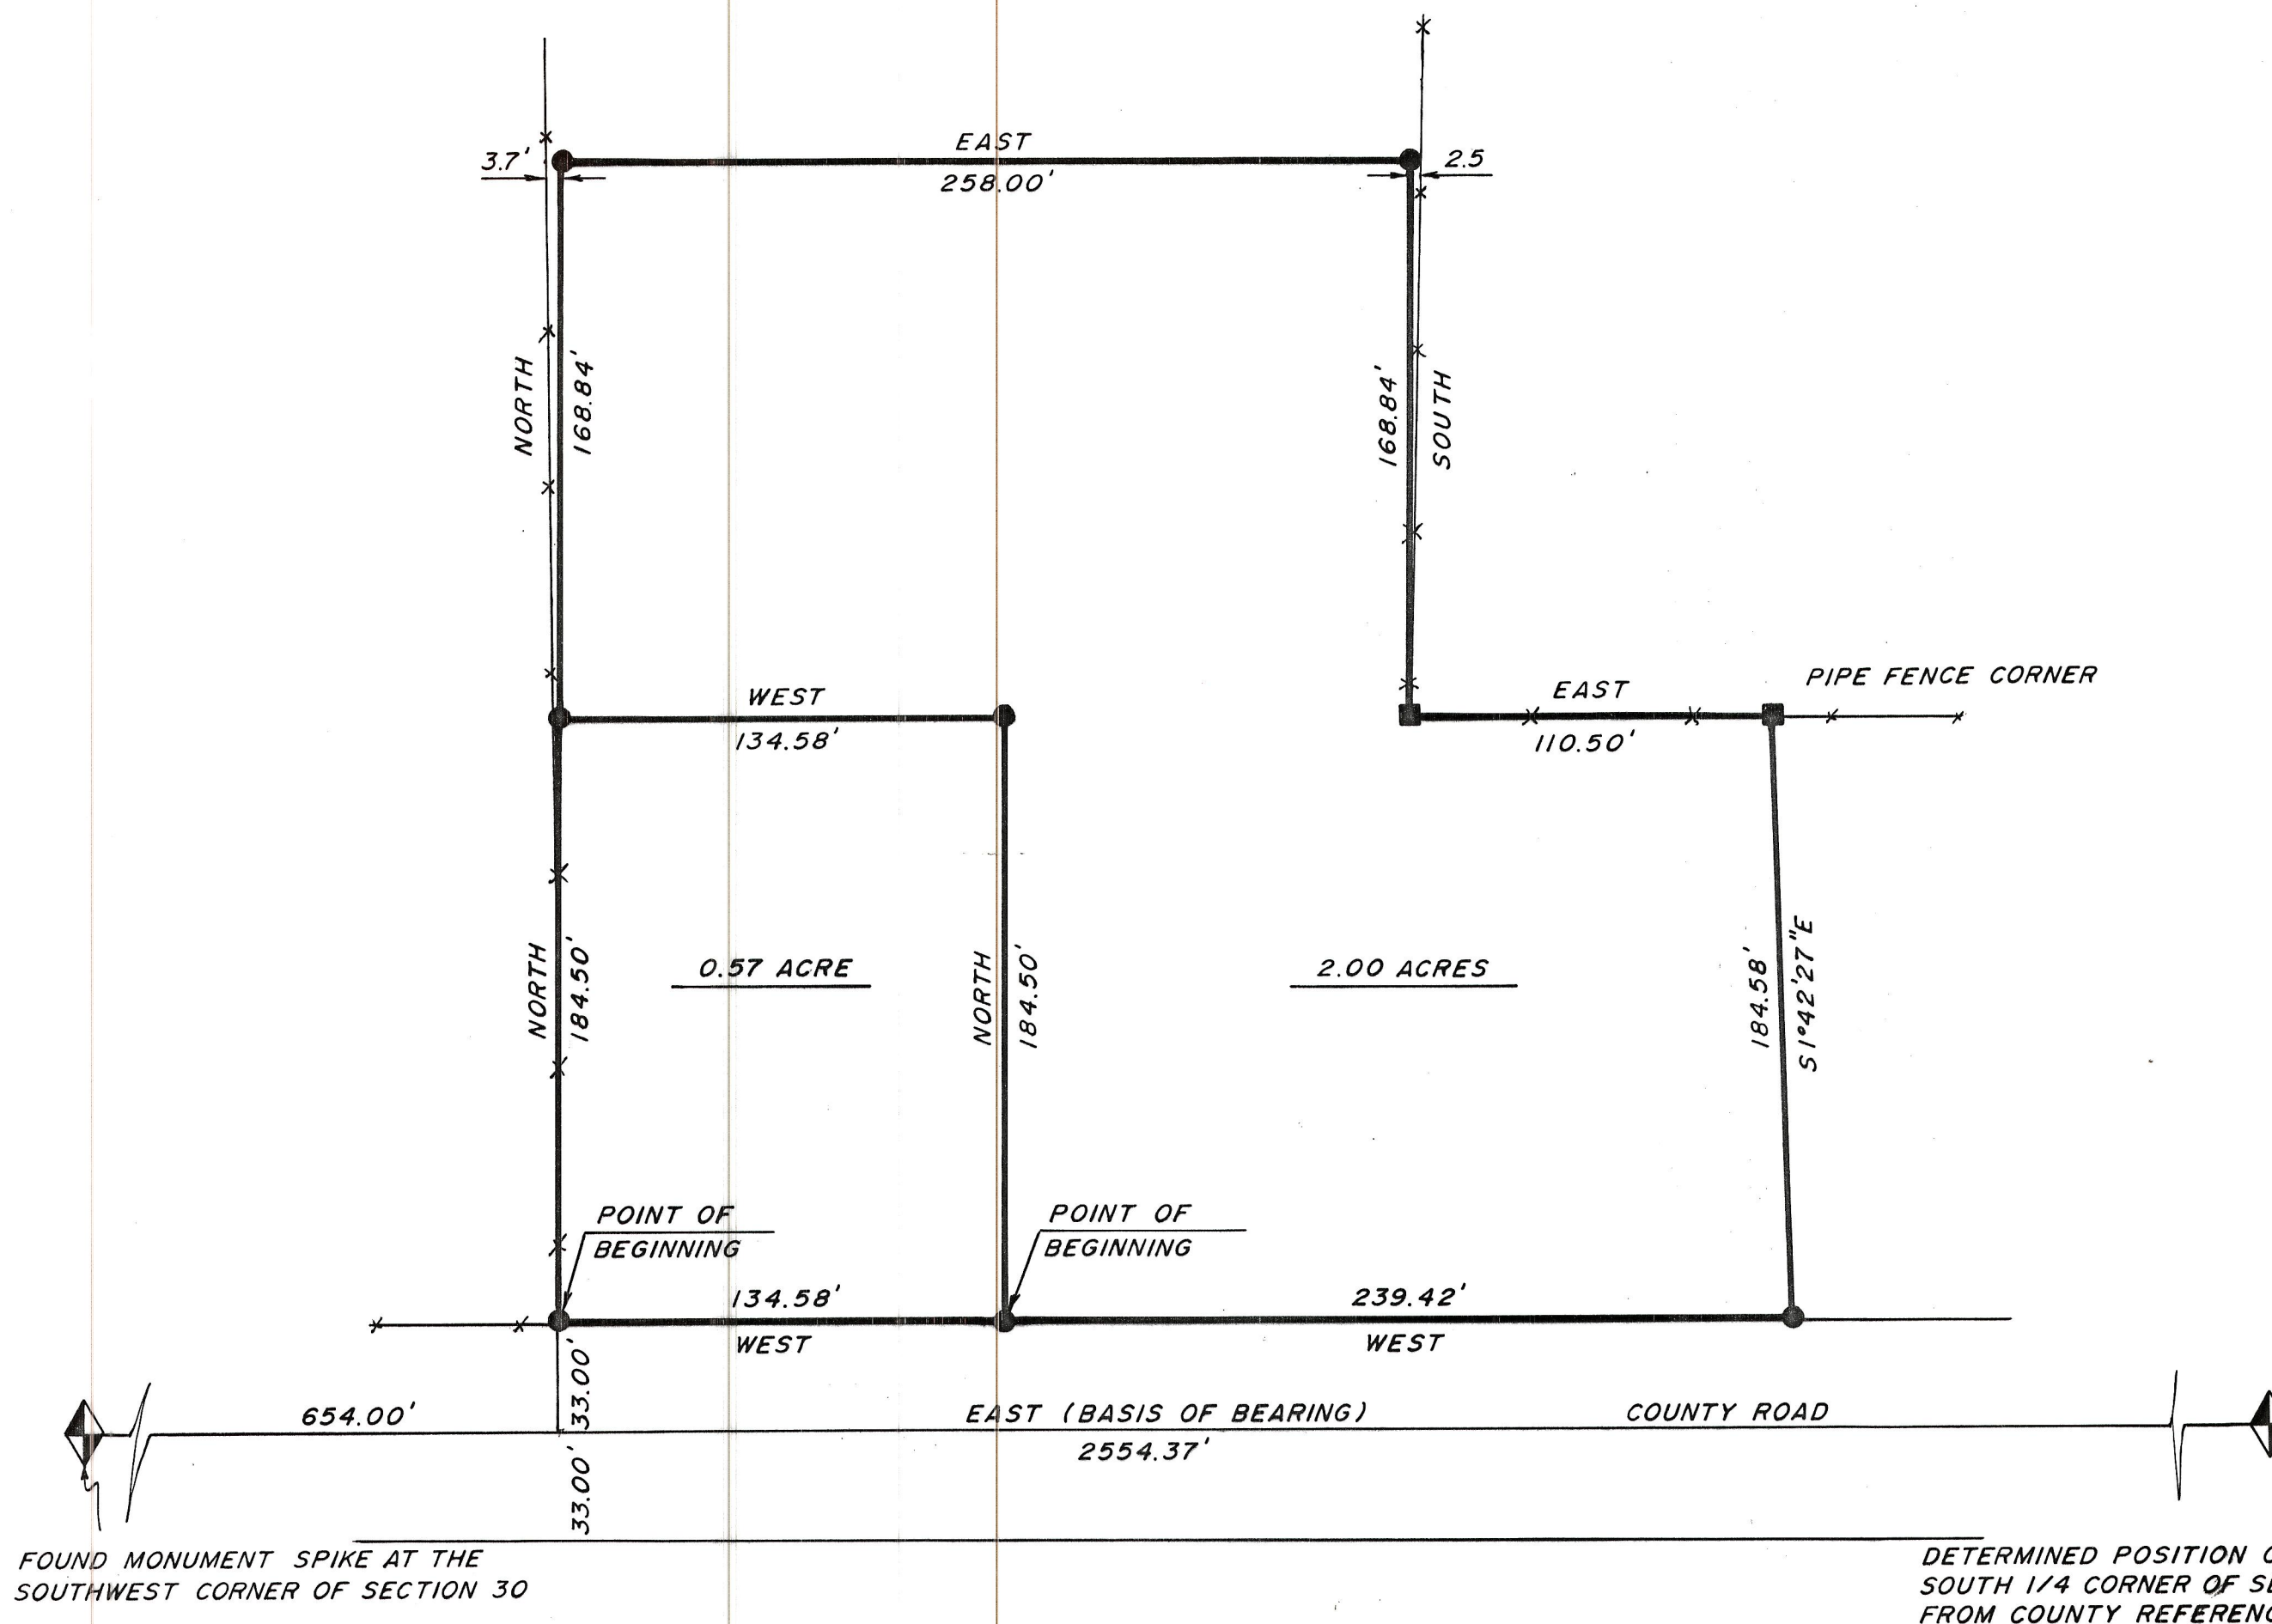 EAST
3.7'
2.5
258.00'
NORTH
168.84'
168.84'
SOUTH
PIPE FENCE CORNER
WEST
EAST
134.58'
110.50'
NORTH
184.50'
0.57 ACRE
NORTH
184.50'
2.00 ACRES
184.58'
S1°42'27"E
POINT OF
BEGINNING
POINT OF
BEGINNING
134.58'
WEST
239.42'
WEST
33.00'
654.00'
EAST (BASIS OF BEARING)
COUNTY ROAD
2554.37'
33.00'
FOUND MONUMENT SPIKE AT THE
SOUTHWEST CORNER OF SECTION 30
DETERMINED POSITION
SOUTH 1/4 CORNER OF
FROM COUNTY